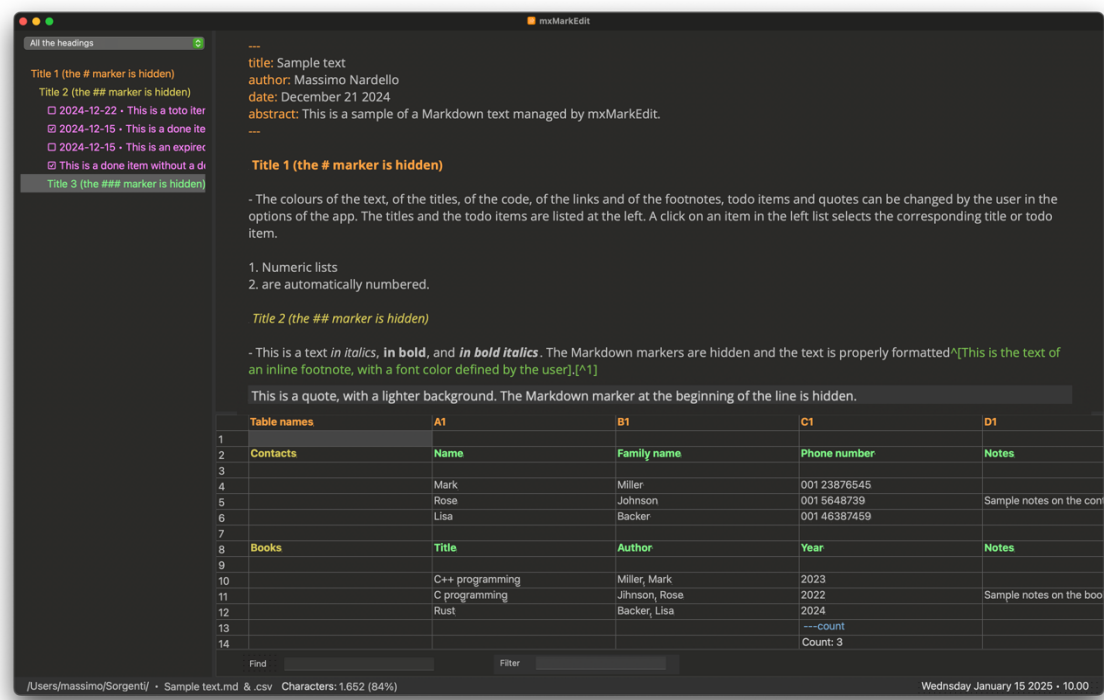 mxMarkEdit
All the headings
Title 1 (the # marker is hidden)
Title 2 (the ## marker is hidden)
2024-12-22 • This is a toto iter
2024-12-15 • This is a done ite
2024-12-15 • This is an expired
This is a done item without a d
Title 3 (the ### marker is hidden)
---
title: Sample text
author: Massimo Nardello
date: December 21 2024
abstract: This is a sample of a Markdown text managed by mxMarkEdit.
---
Title 1 (the # marker is hidden)
- The colours of the text, of the titles, of the code, of the links and of the footnotes, todo items and quotes can be changed by the user in the
options of the app. The titles and the todo items are listed at the left. A click on an item in the left list selects the corresponding title or todo
item.
1. Numeric lists
2. are automatically numbered.
Title 2 (the ## marker is hidden)
- This is a text in italics, in bold, and in bold italics. The Markdown markers are hidden and the text is properly formatted^[This is the text of
an inline footnote, with a font color defined by the user].[^1]
This is a quote, with a lighter background. The Markdown marker at the beginning of the line is hidden.
Table names A1 B1 C1 D1
1
2 Contacts Name Family name Phone number Notes
3
4 Mark Miller 001 23876545
5 Rose Johnson 001 5648739 Sample notes on the con
6 Lisa Backer 001 46387459
7
8 Books Title Author Year Notes
9
10 C++ programming Miller, Mark 2023
11 C programming Jihnson, Rose 2022 Sample notes on the boo
12 Rust Backer, Lisa 2024
13 ---count
14 Count: 3
Find Filter
/Users/massimo/Sorgenti/ • Sample text.md & .csv Characters: 1.652 (84%) Wednsday January 15 2025 • 10.00